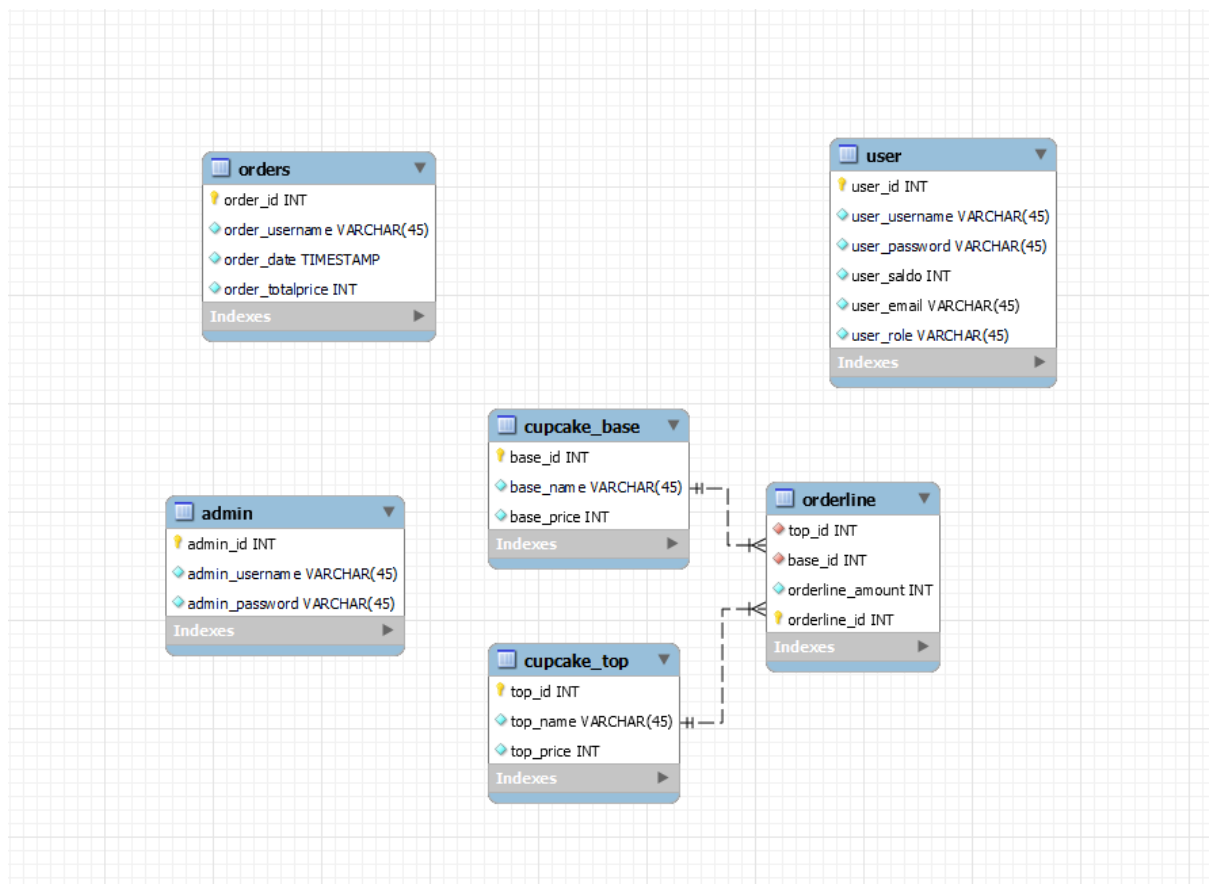 orders
order_id INT
order_username VARCHAR(45)
order_date TIMESTAMP
order_totalprice INT
Indexes
user
user_id INT
user_username VARCHAR(45)
user_password VARCHAR(45)
user_saldo INT
user_email VARCHAR(45)
user_role VARCHAR(45)
Indexes
cupcake_base
base_id INT
base_name VARCHAR(45)
base_price INT
Indexes
admin
admin_id INT
admin_username VARCHAR(45)
admin_password VARCHAR(45)
Indexes
orderline
top_id INT
base_id INT
orderline_amount INT
orderline_id INT
Indexes
cupcake_top
top_id INT
top_name VARCHAR(45)
top_price INT
Indexes